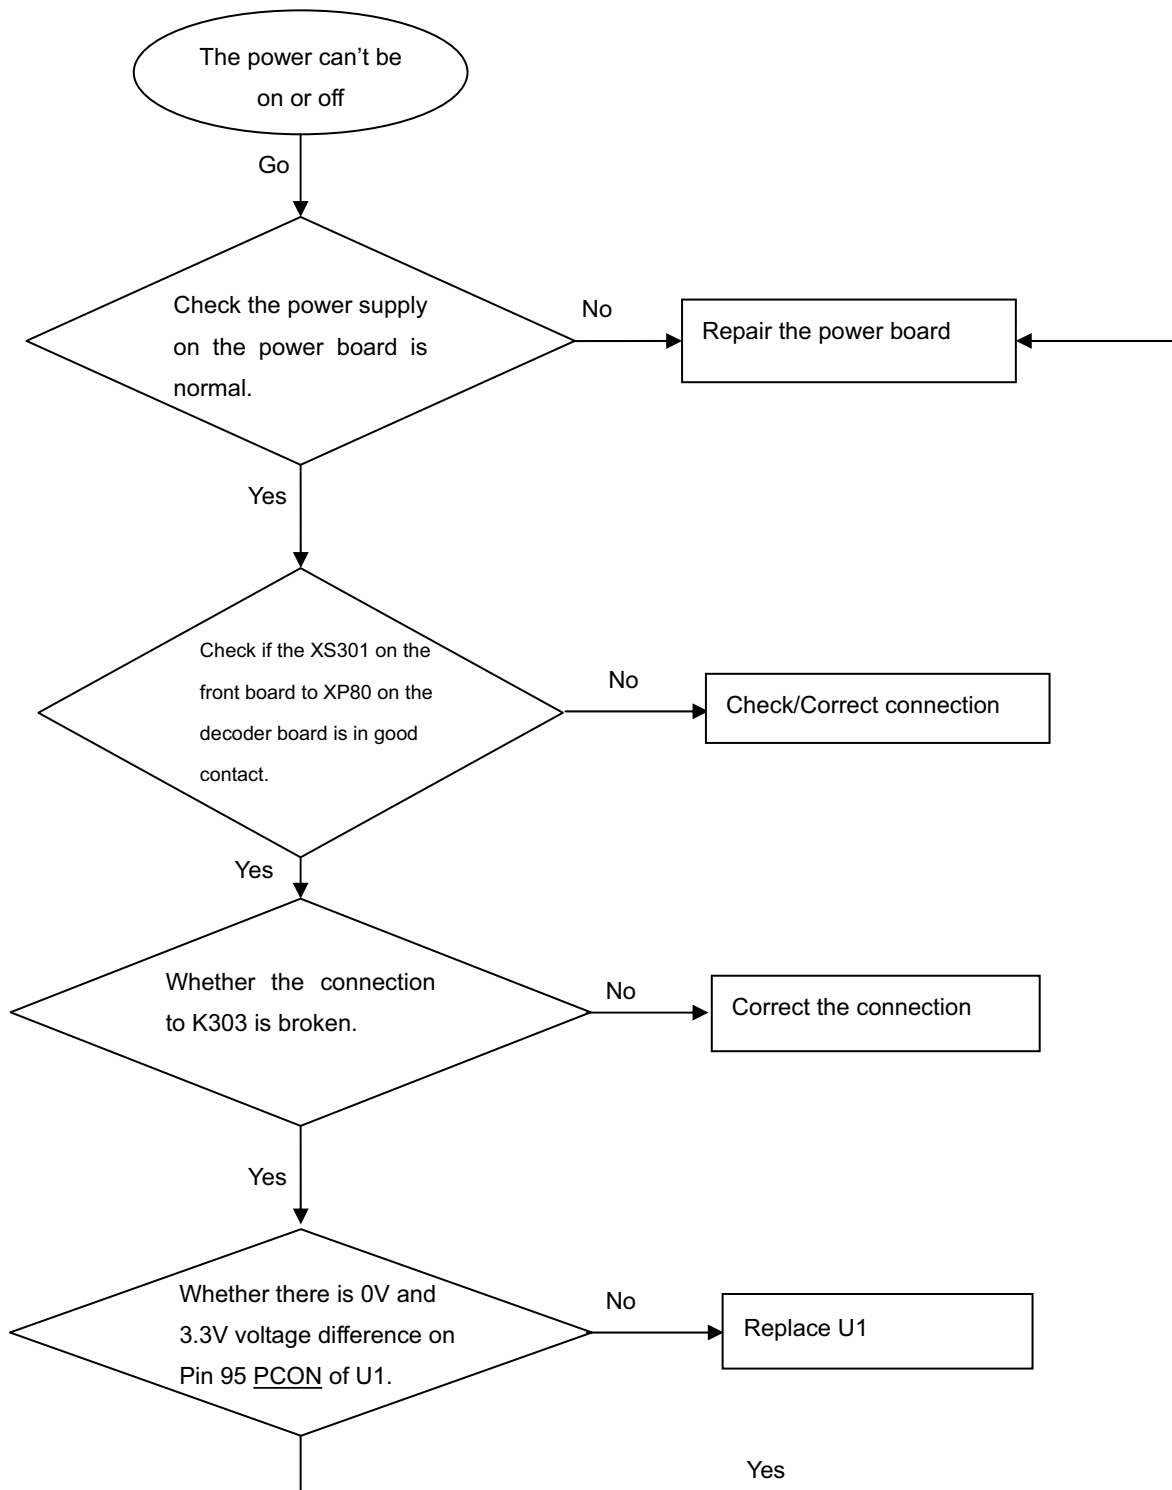 The power can’t be
on or off
Go
Check the power supply
on the power board is
normal.
No
Repair the power board
Yes
Check if the XS301 on the
front board to XP80 on the
decoder board is in good
contact.
No
Check/Correct connection
Yes
Whether the connection
to K303 is broken.
No
Correct the connection
Yes
Whether there is 0V and
3.3V voltage difference on
Pin 95 PCON of U1.
No
Replace U1
Yes